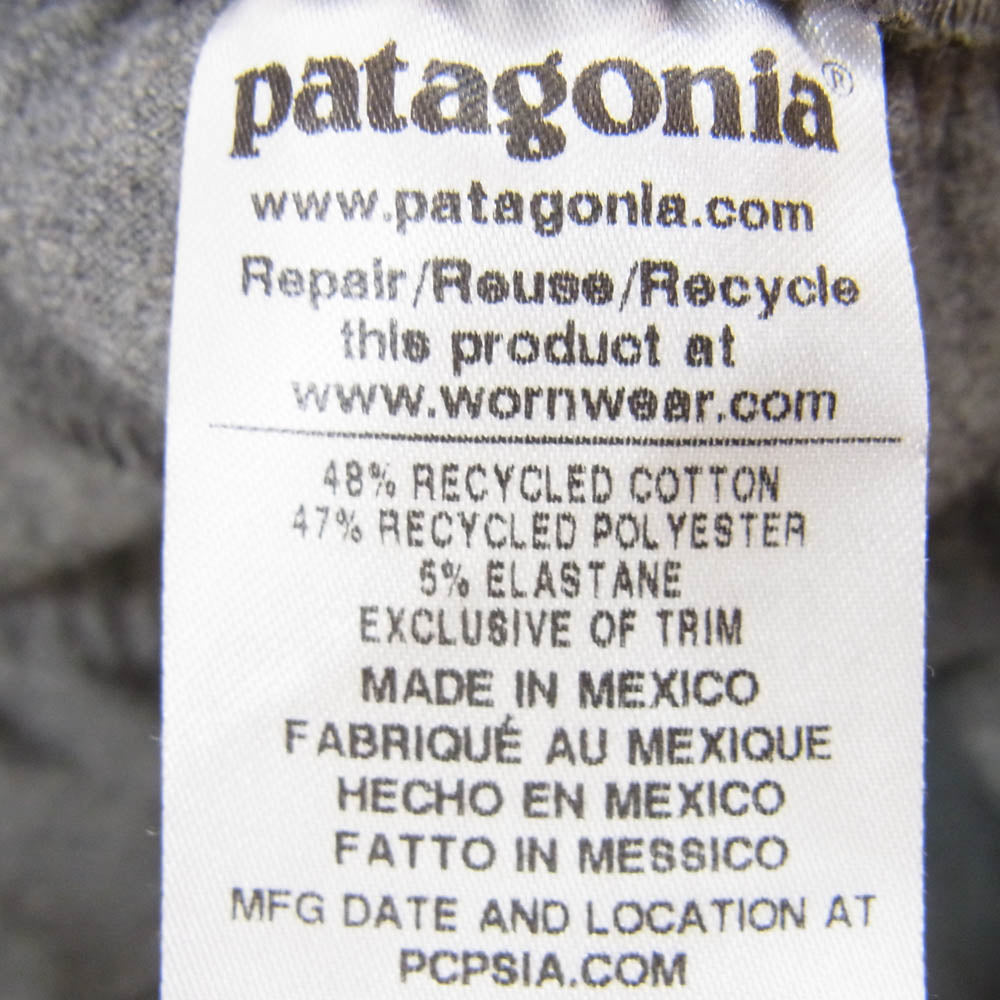 patagonia®
www.patagonia.com
Repair/Reuse/Recycle
this product at
www.wornwear.com
48% RECYCLED COTTON
47% RECYCLED POLYESTER
5% ELASTANE
EXCLUSIVE OF TRIM
MADE IN MEXICO
FABRIQUÉ AU MEXIQUE
HECHO EN MEXICO
FATTO IN MESSICO
MFG DATE AND LOCATION AT
PCPSIA.COM